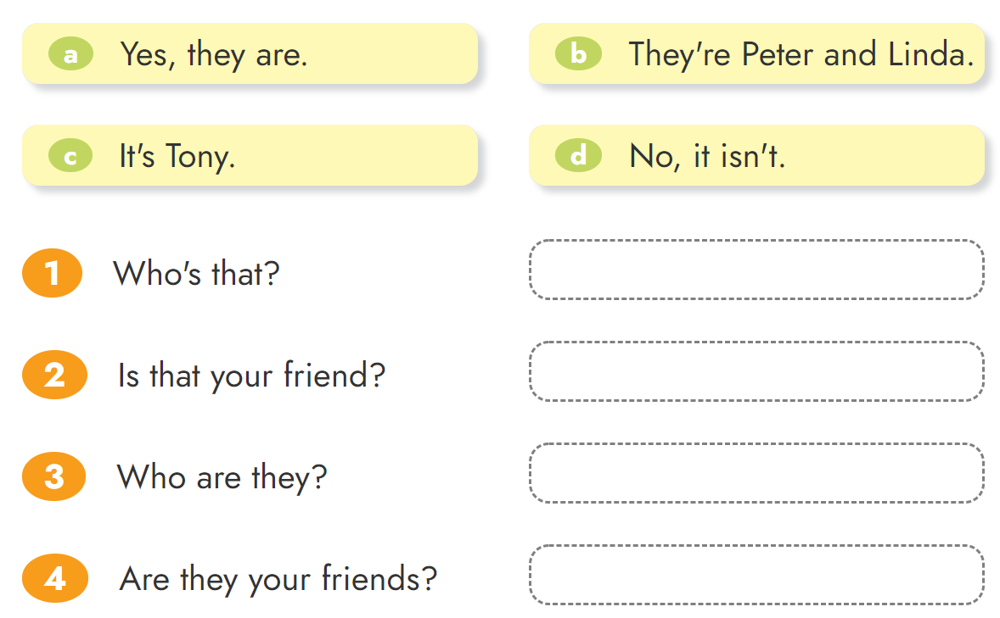 a Yes, they are.
b They're Peter and Linda.
c It's Tony.
d No, it isn't.
1 Who's that?
2 Is that your friend?
3 Who are they?
4 Are they your friends?